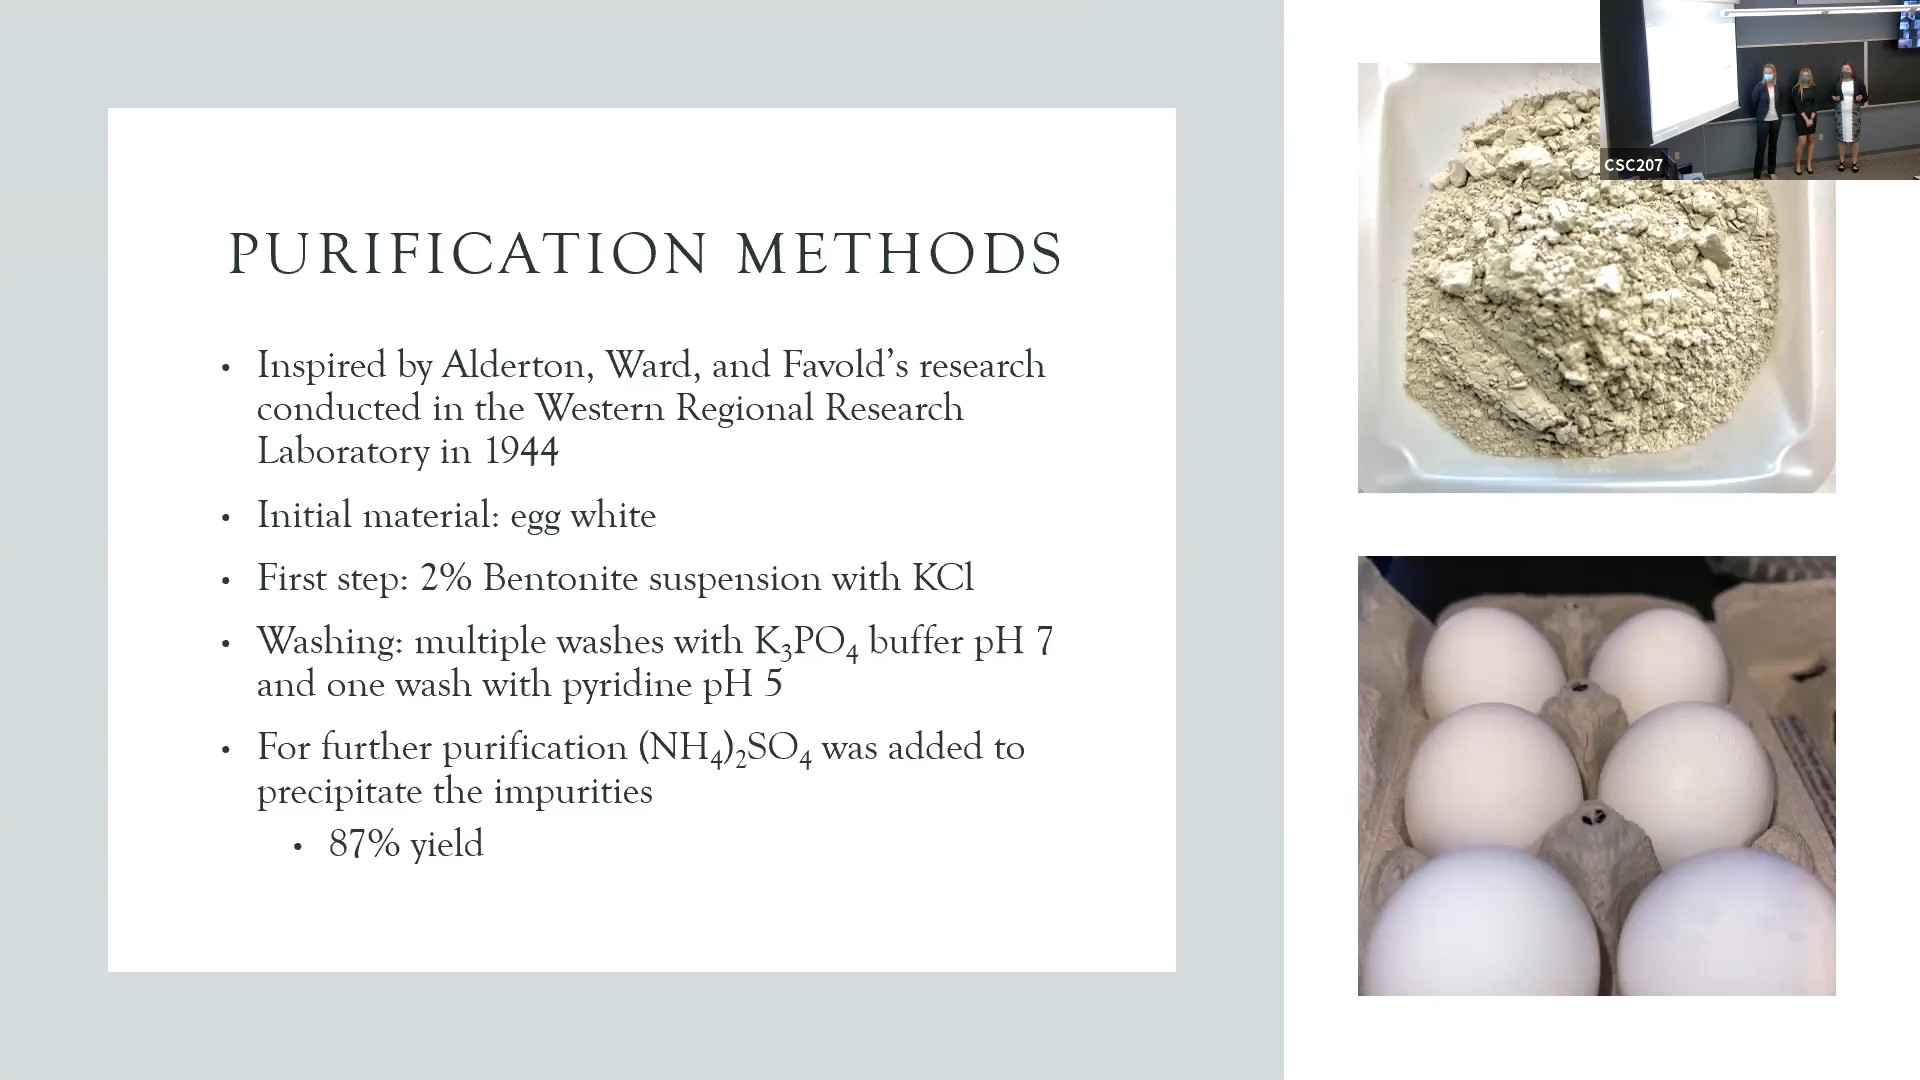 CSC207
PURIFICATION METHODS
• Inspired by Alderton, Ward, and Favold’s research
conducted in the Western Regional Research
Laboratory in 1944
• Initial material: egg white
• First step: 2% Bentonite suspension with KCl
• Washing: multiple washes with K₃PO₄ buffer pH 7
and one wash with pyridine pH 5
• For further purification (NH₄)₂SO₄ was added to
precipitate the impurities
• 87% yield